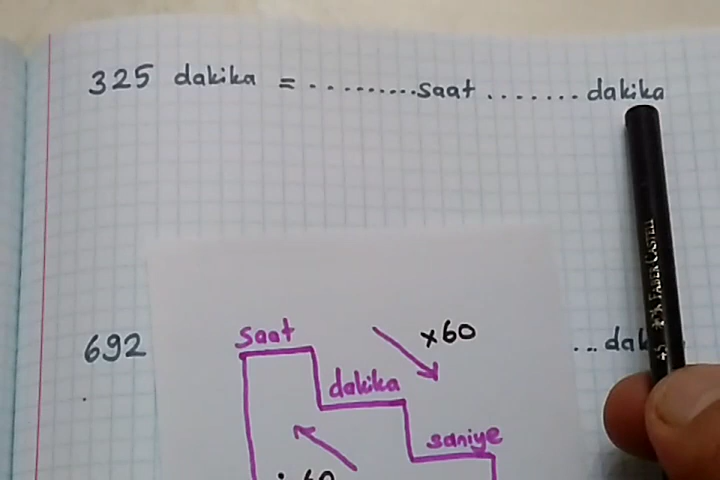 325 dakika = ..........saat ....... dakika
saat
x60
692
dakika
saniye
FABER CASTELL